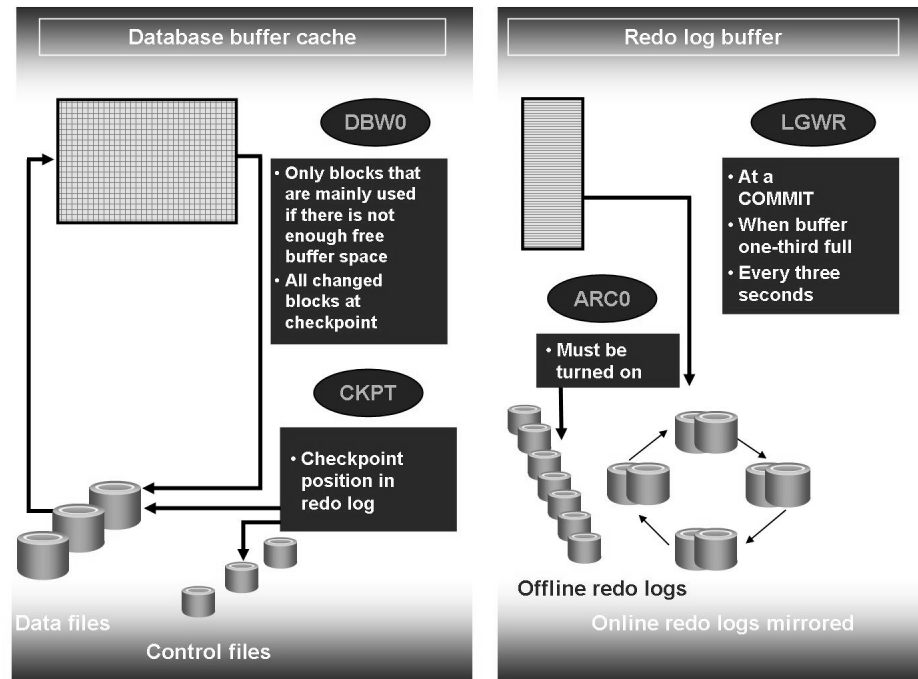 Database buffer cache
DBW0
• Only blocks that
are mainly used
if there is not
enough free
buffer space
• All changed
blocks at
checkpoint
CKPT
• Checkpoint
position in
redo log
Data files
Control files
Redo log buffer
LGWR
• At a
COMMIT
• When buffer
one-third full
• Every three
seconds
ARC0
• Must be
turned on
Offline redo logs
Online redo logs mirrored